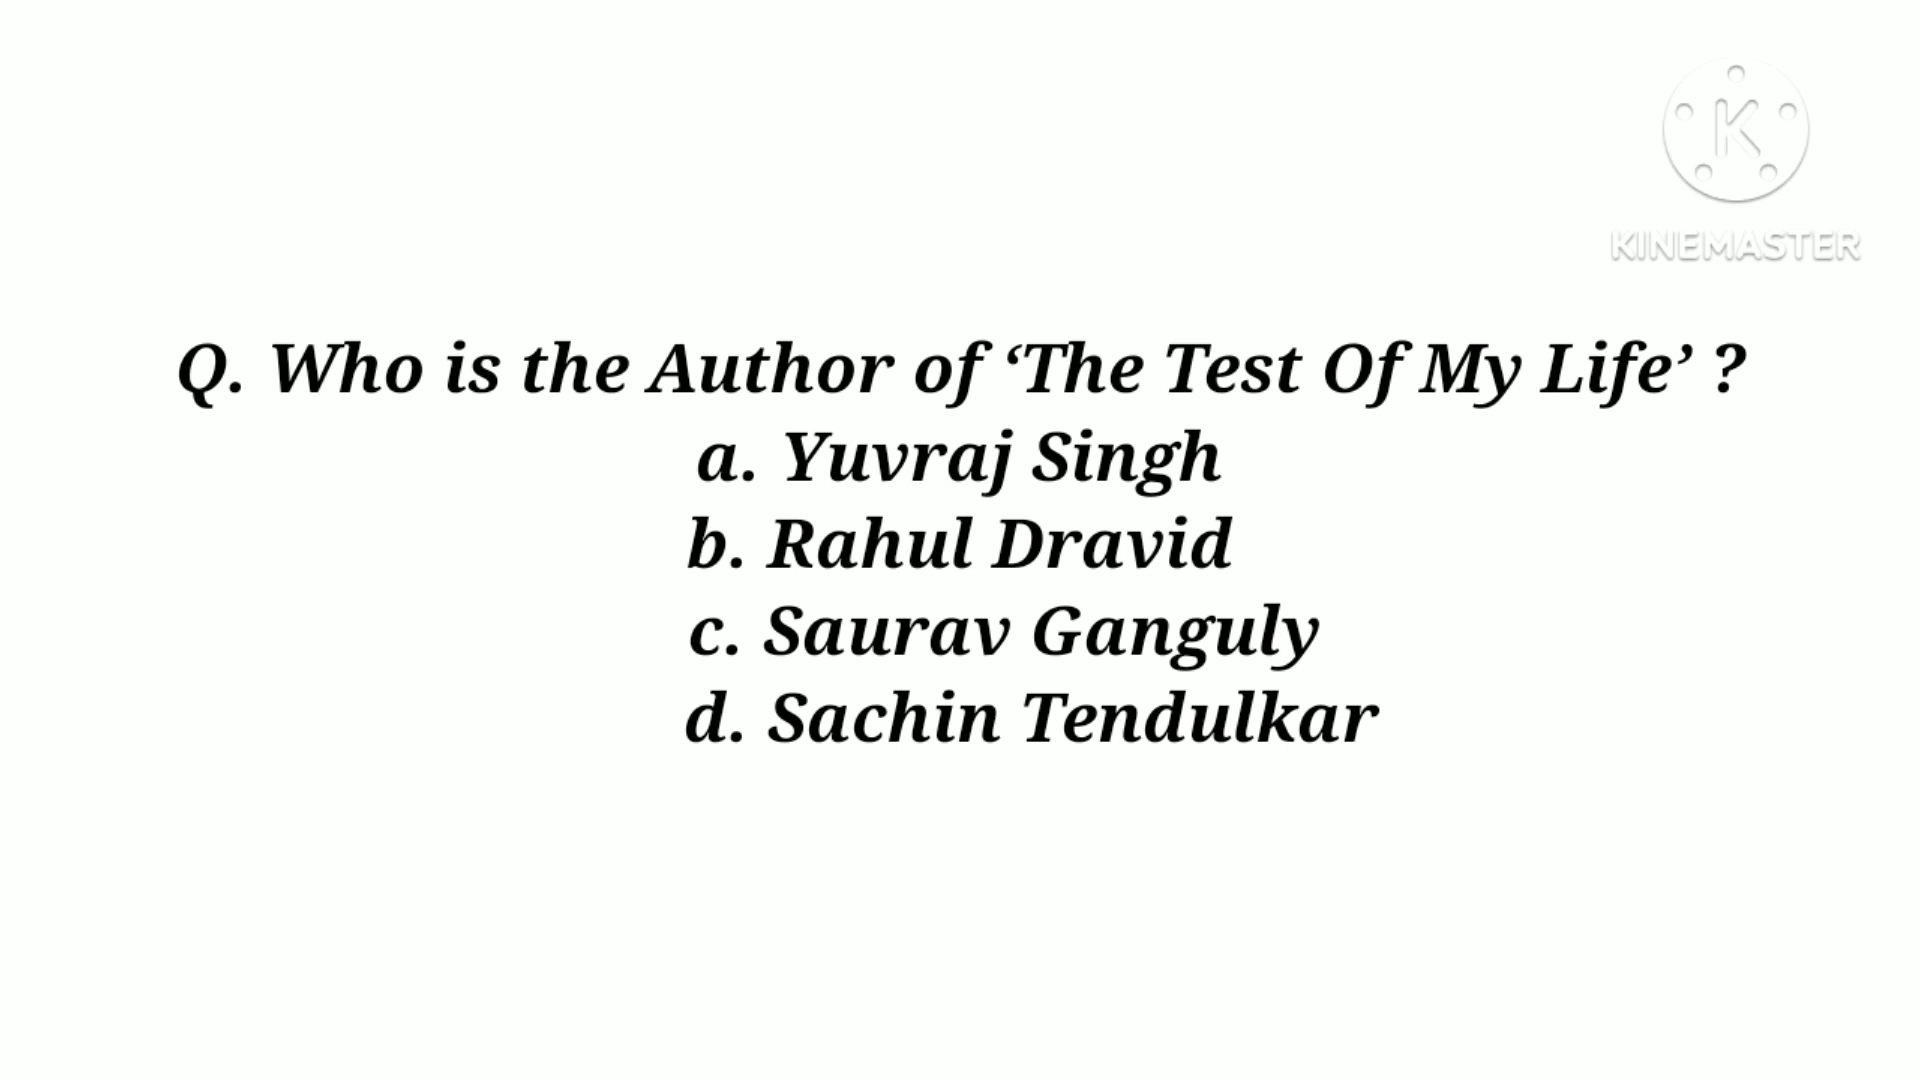 K
KINEMASTER
Q. Who is the Author of ‘The Test Of My Life’ ?
a. Yuvraj Singh
b. Rahul Dravid
c. Saurav Ganguly
d. Sachin Tendulkar